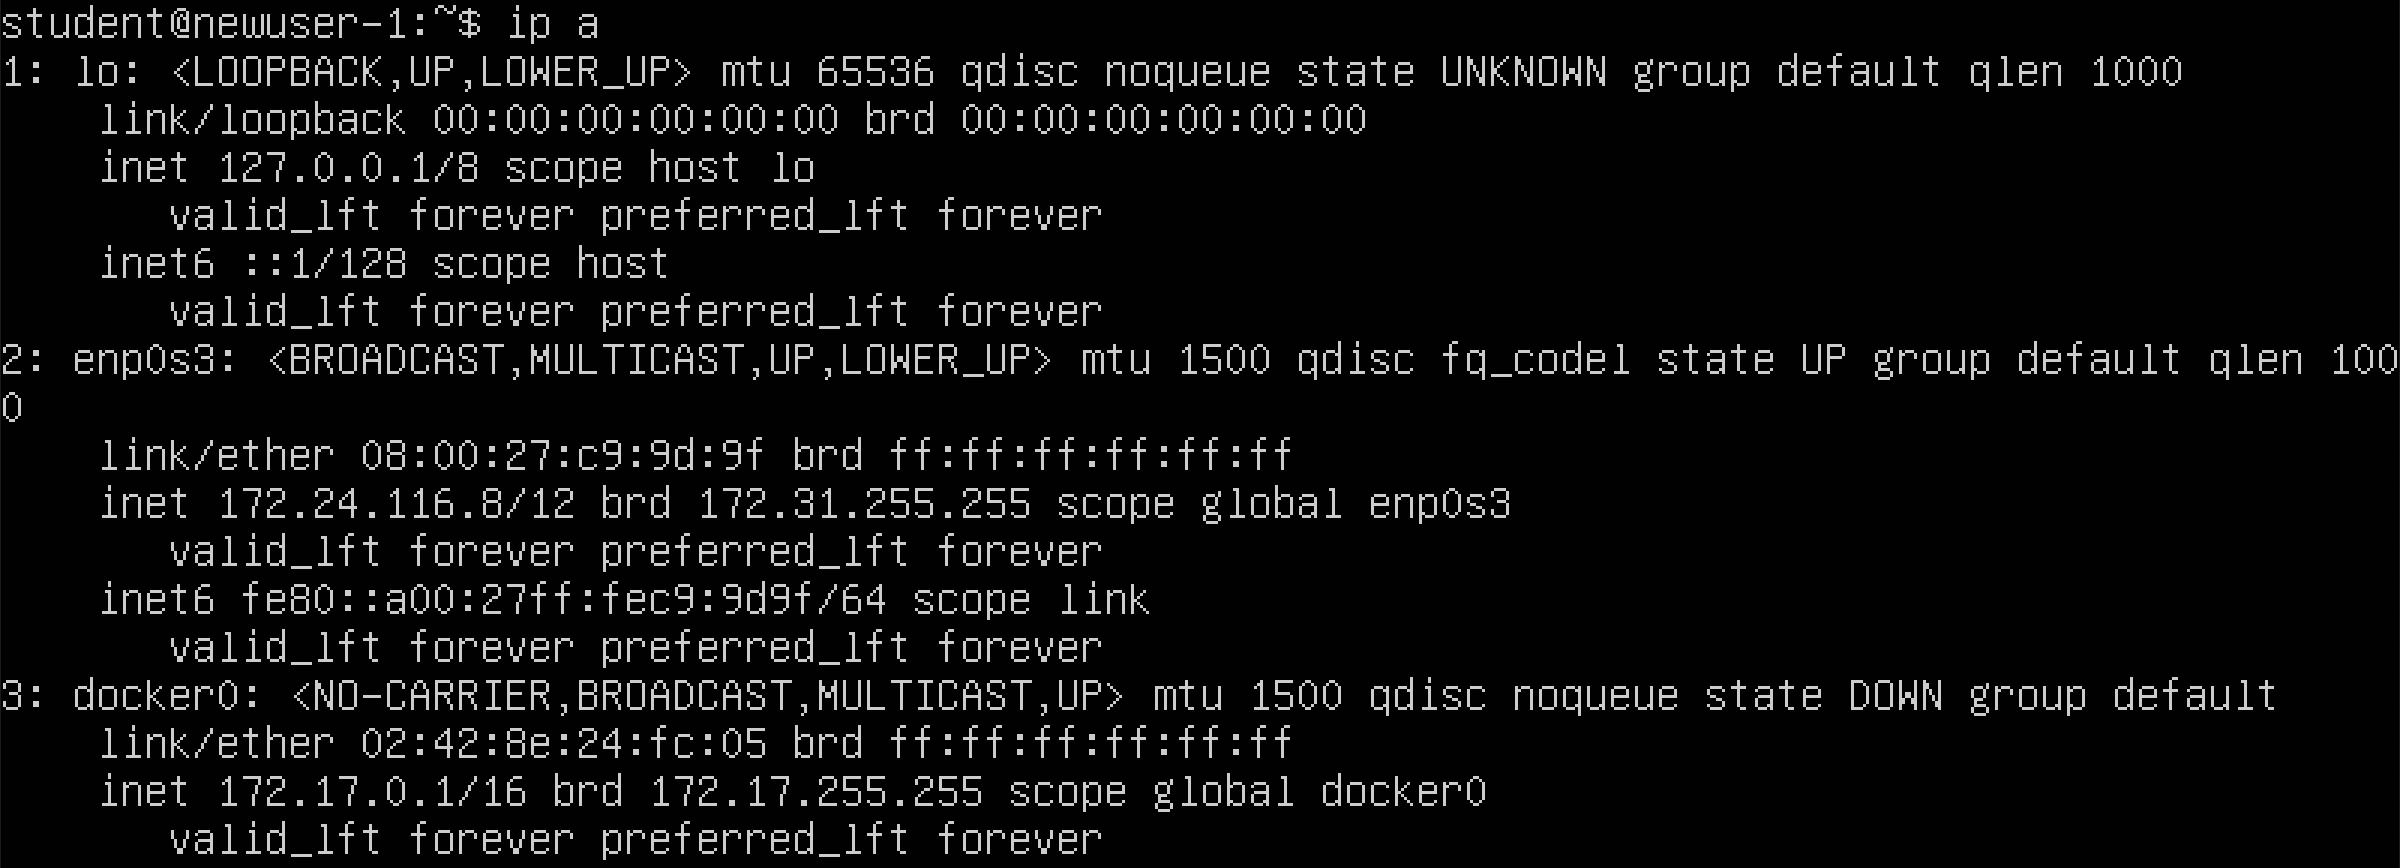 student@newuser-1:~$ ip a
1: lo: <LOOPBACK,UP,LOWER_UP> mtu 65536 qdisc noqueue state UNKNOWN group default qlen 1000
    link/loopback 00:00:00:00:00:00 brd 00:00:00:00:00:00
    inet 127.0.0.1/8 scope host lo
       valid_lft forever preferred_lft forever
    inet6 ::1/128 scope host
       valid_lft forever preferred_lft forever
2: enp0s3: <BROADCAST,MULTICAST,UP,LOWER_UP> mtu 1500 qdisc fq_codel state UP group default qlen 100
0
    link/ether 08:00:27:c9:9d:9f brd ff:ff:ff:ff:ff:ff
    inet 172.24.116.8/12 brd 172.31.255.255 scope global enp0s3
       valid_lft forever preferred_lft forever
    inet6 fe80::a00:27ff:fec9:9d9f/64 scope link
       valid_lft forever preferred_lft forever
3: docker0: <NO-CARRIER,BROADCAST,MULTICAST,UP> mtu 1500 qdisc noqueue state DOWN group default
    link/ether 02:42:8e:24:fc:05 brd ff:ff:ff:ff:ff:ff
    inet 172.17.0.1/16 brd 172.17.255.255 scope global docker0
       valid_lft forever preferred_lft forever